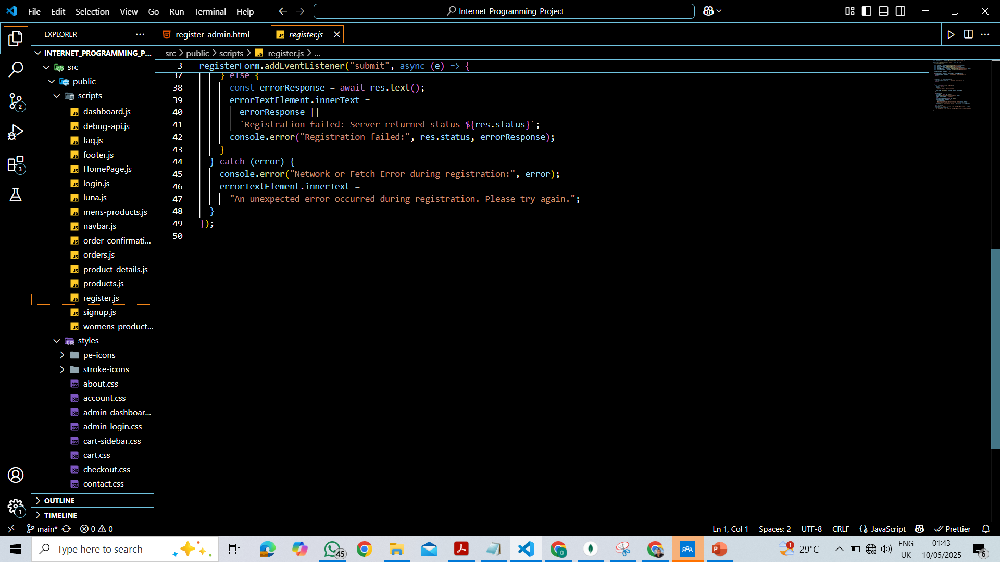 File Edit Selection View Go Run Terminal Help
Internet_Programming_Project
EXPLORER
INTERNET_PROGRAMMING_P...
src
public
scripts
dashboard.js
debug-api.js
faq.js
footer.js
HomePage.js
login.js
luna.js
mens-products.js
navbar.js
order-confirmati...
orders.js
product-details.js
products.js
register.js
signup.js
womens-product...
styles
pe-icons
stroke-icons
about.css
account.css
admin-dashboar...
admin-login.css
cart-sidebar.css
cart.css
checkout.css
contact.css
OUTLINE
TIMELINE
2
3
1
register-admin.html
register.js
src > public > scripts > register.js > ...
3 registerForm.addEventListener("submit", async (e) => {
37 } else {
38 const errorResponse = await res.text();
39 errorTextElement.innerText =
40 errorResponse ||
41 `Registration failed: Server returned status ${res.status}`;
42 console.error("Registration failed:", res.status, errorResponse);
43 }
44 } catch (error) {
45 console.error("Network or Fetch Error during registration:", error);
46 errorTextElement.innerText =
47 "An unexpected error occurred during registration. Please try again.";
48 }
49 });
50
main* 0 0
Ln 1, Col 1 Spaces: 2 UTF-8 CRLF JavaScript Prettier
Type here to search
45
1
29°C
ENG
UK
01:43
10/05/2025
6